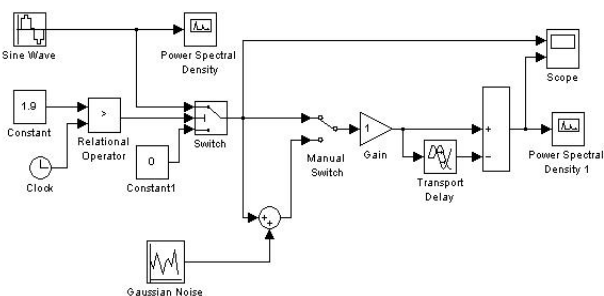 Sine Wave
Power Spectral
Density
Scope
1.9
Constant
>
Relational
Operator
Switch
Clock
0
Constant1
Manual
Switch
1
Gain
+
−
Transport
Delay
Power Spectral
Density 1
+
+
Gaussian Noise